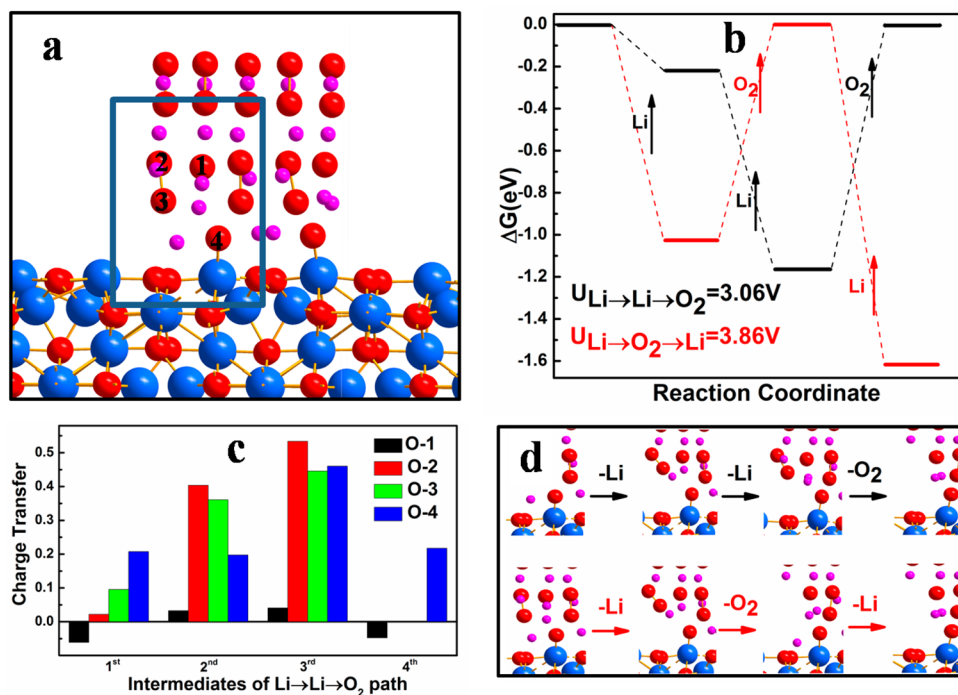 a
2
1
3
4
b
0.0
-0.2
-0.4
-0.6
-0.8
-1.0
-1.2
-1.4
-1.6
ΔG(eV)
Li
Li
O₂
O₂
Li
U Li→Li→O₂=3.06V
U Li→O₂→Li=3.86V
Reaction Coordinate
c
0.5
0.4
0.3
0.2
0.1
0.0
Charge Transfer
O-1
O-2
O-3
O-4
1st 2nd 3rd 4th
Intermediates of Li→Li→O₂ path
d
-Li -Li -O₂
-Li -O₂ -Li